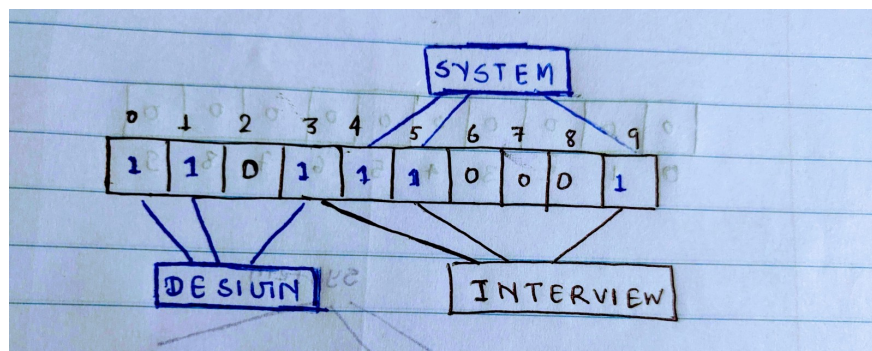 SYSTEM
0 1 2 3 4 5 6 7 8 9
1 1 0 1 1 1 0 0 0 1
DESIGN
INTERVIEW